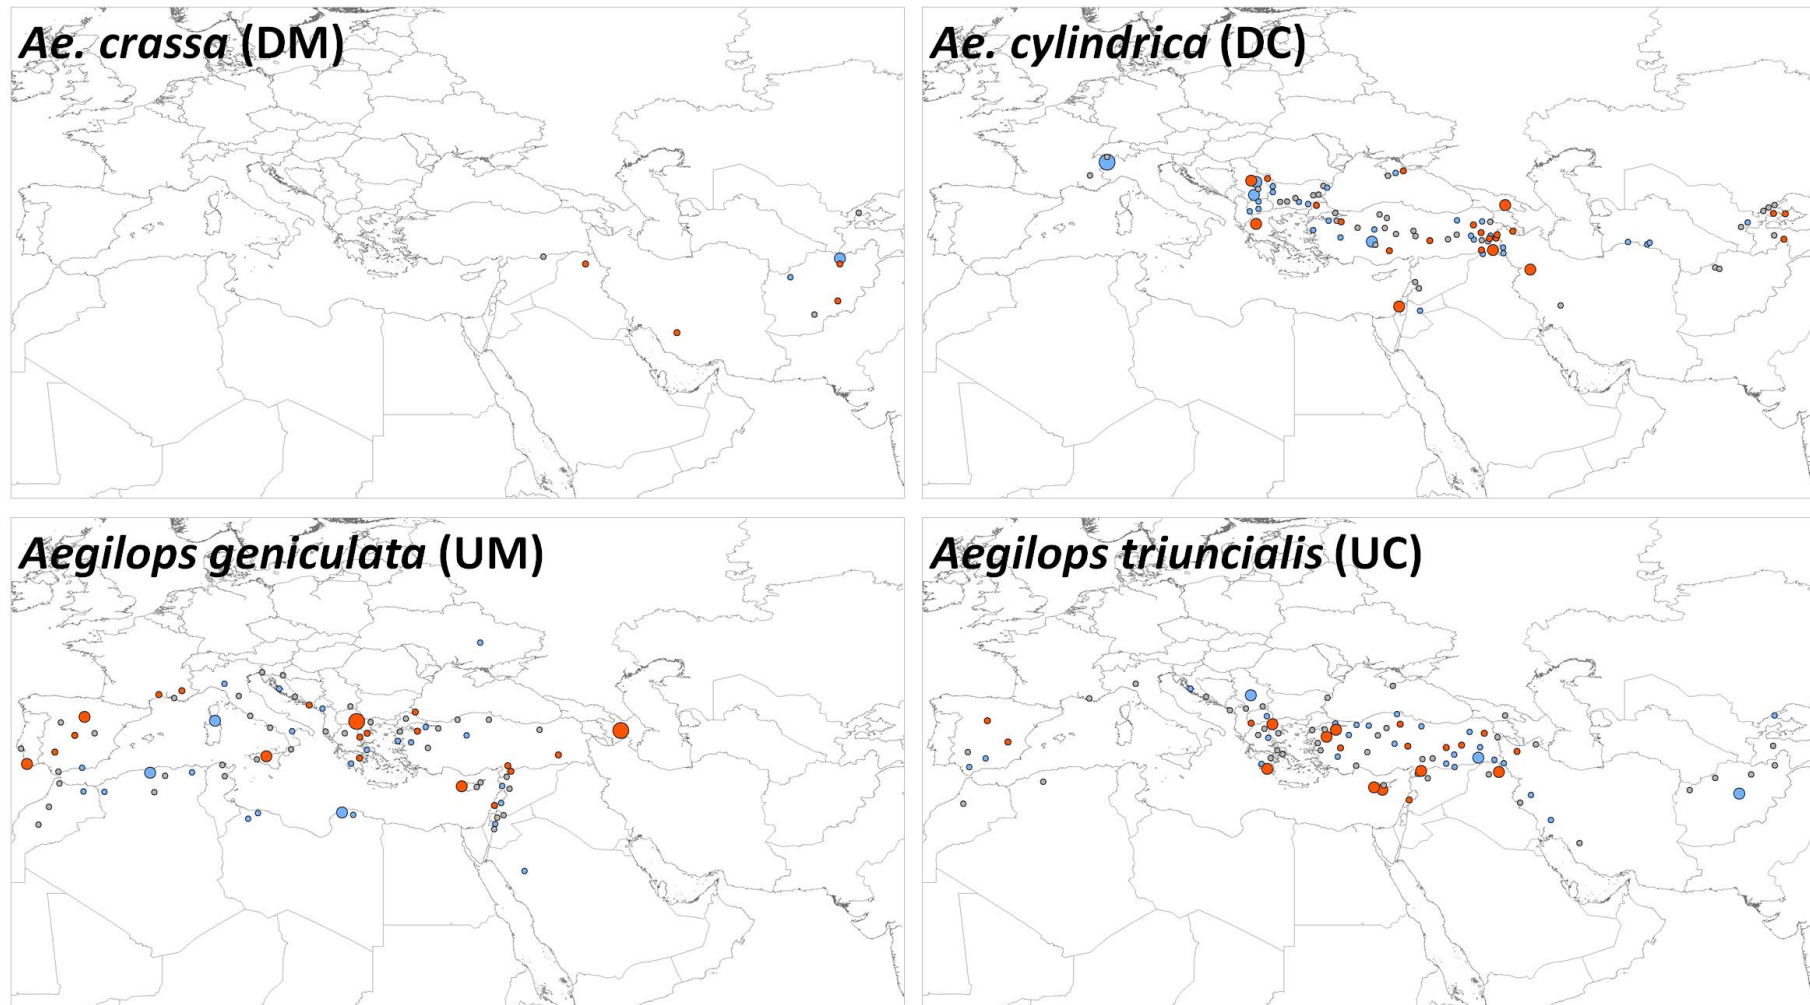 Ae. crassa (DM)
Ae. cylindrica (DC)
Aegilops geniculata (UM)
Aegilops triuncialis (UC)